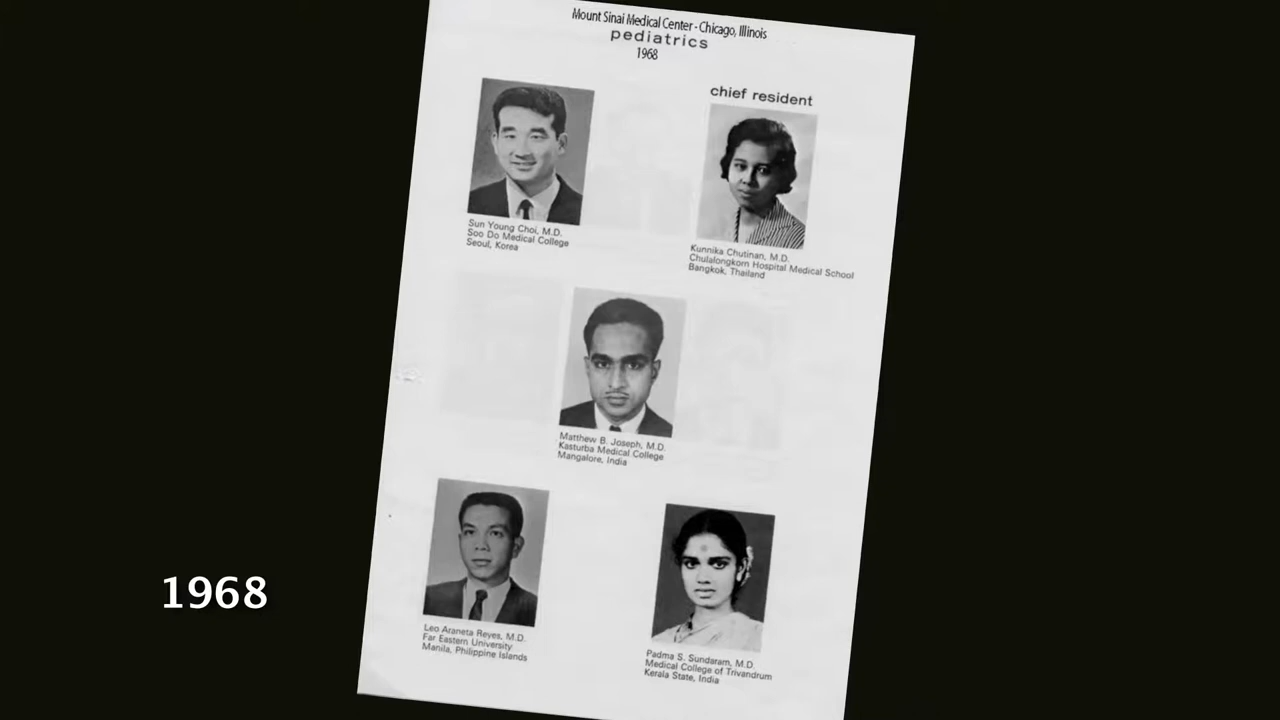 Mount Sinai Medical Center - Chicago, Illinois
pediatrics
1968
chief resident
Sun Young Choi, M.D.
Soo Do Medical College
Seoul, Korea
Kunnika Chutinan, M.D.
Chulalongkorn Hospital Medical School
Bangkok, Thailand
Matthew B. Joseph, M.D.
Kasturba Medical College
Mangalore, India
Leo Araneta Reyes, M.D.
Far Eastern University
Manila, Philippine Islands
Padma S. Sundaram, M.D.
Medical College of Trivandrum
Kerala State, India
1968